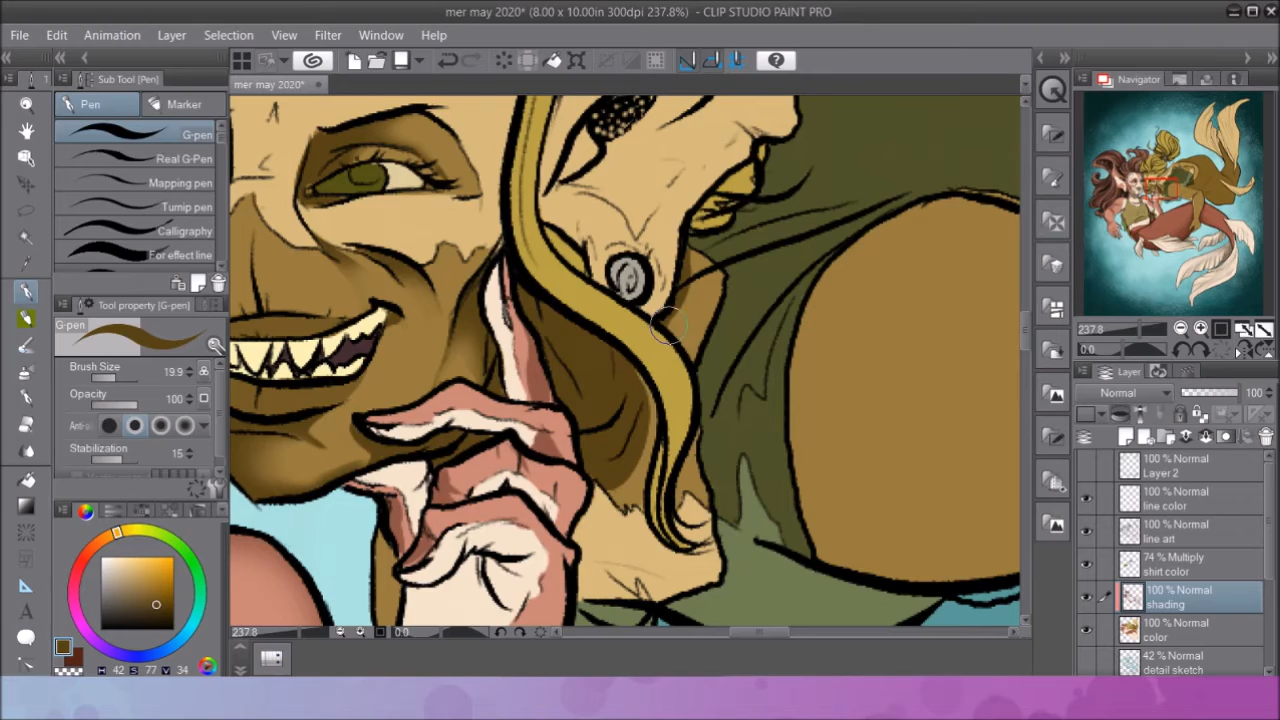 mer may 2020* (8.00 x 10.00in 300dpi 237.8%) - CLIP STUDIO PAINT PRO
File Edit Animation Layer Selection View Filter Window Help
Sub Tool [Pen]
mer may 2020*
Navigator
Pen Marker
G-pen
Real G-Pen
Mapping pen
Turnip pen
Calligraphy
For effect line
Tool property [G-pen]
G-pen
Brush Size 19.9
Opacity 100
Anti-
Stabilization 15
H 42 S 77 V 34
237.8 0.0
237.8
0.0
Layer
Normal 100
100 % Normal
Layer 2
100 % Normal
line color
100 % Normal
line art
74 % Multiply
shirt color
100 % Normal
shading
100 % Normal
color
42 % Normal
detail sketch